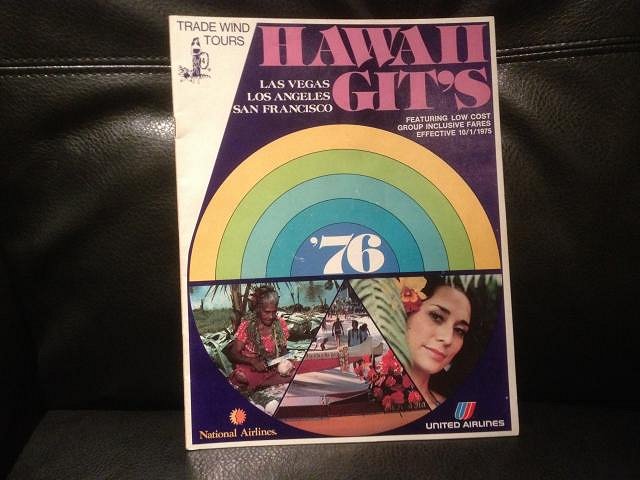 TRADE WIND
TOURS
HAWAII
GIT'S
LAS VEGAS
LOS ANGELES
SAN FRANCISCO
FEATURING LOW COST
GROUP INCLUSIVE FARES
EFFECTIVE 10/1/1975
'76
National Airlines.
UNITED AIRLINES